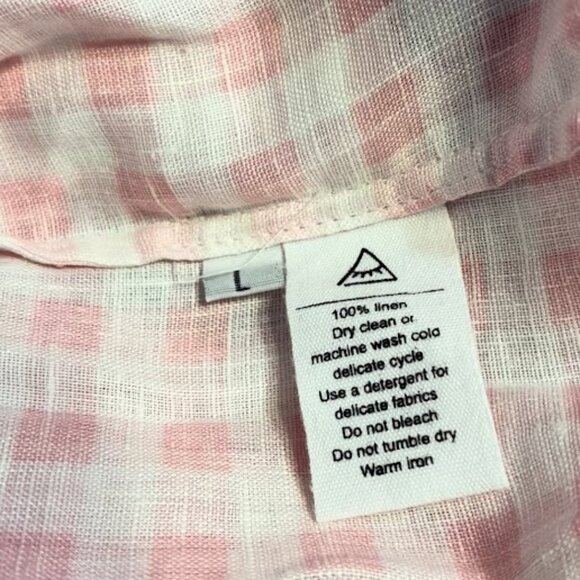 L
100% linen
Dry clean or
machine wash cold
delicate cycle
Use a detergent for
delicate fabrics
Do not bleach
Do not tumble dry
Warm iron